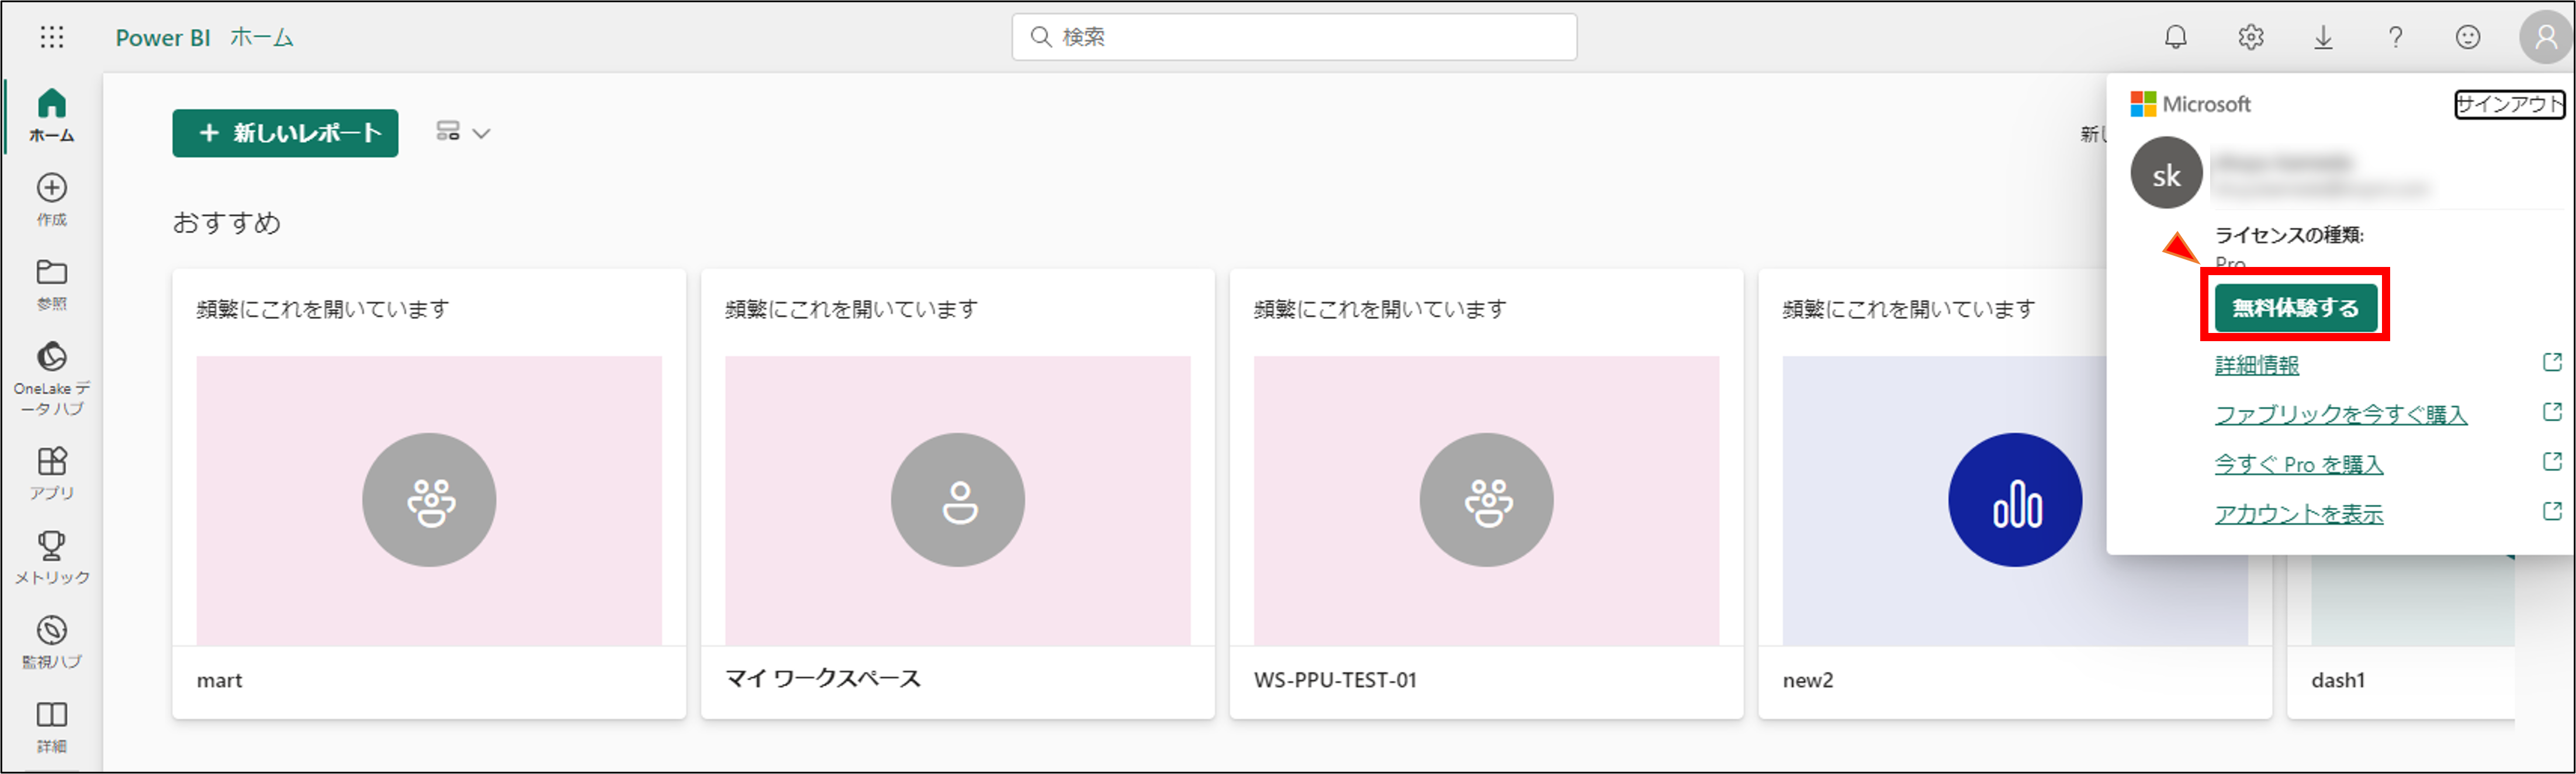 Power BI ホーム
検索
ホーム
作成
参照
OneLake デ
ータ ハブ
アプリ
メトリック
監視ハブ
詳細
新しいレポート
おすすめ
頻繁にこれを開いています
mart
頻繁にこれを開いています
マイ ワークスペース
頻繁にこれを開いています
WS-PPU-TEST-01
頻繁にこれを開いています
new2
dash1
新し
Microsoft
サインアウト
sk
ライセンスの種類:
Pro
無料体験する
詳細情報
ファブリックを今すぐ購入
今すぐ Pro を購入
アカウントを表示